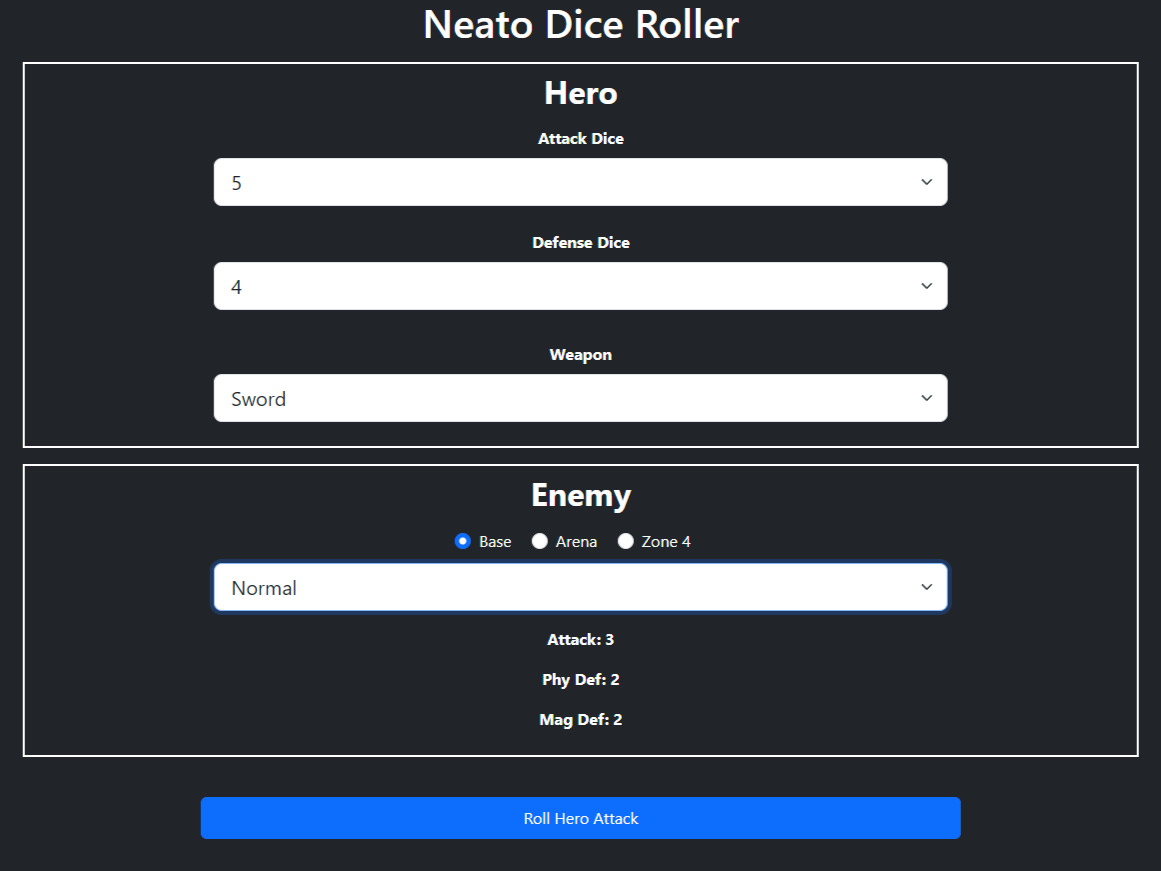 Neato Dice Roller
Hero
Attack Dice
5
Defense Dice
4
Weapon
Sword
Enemy
Base Arena Zone 4
Normal
Attack: 3
Phy Def: 2
Mag Def: 2
Roll Hero Attack